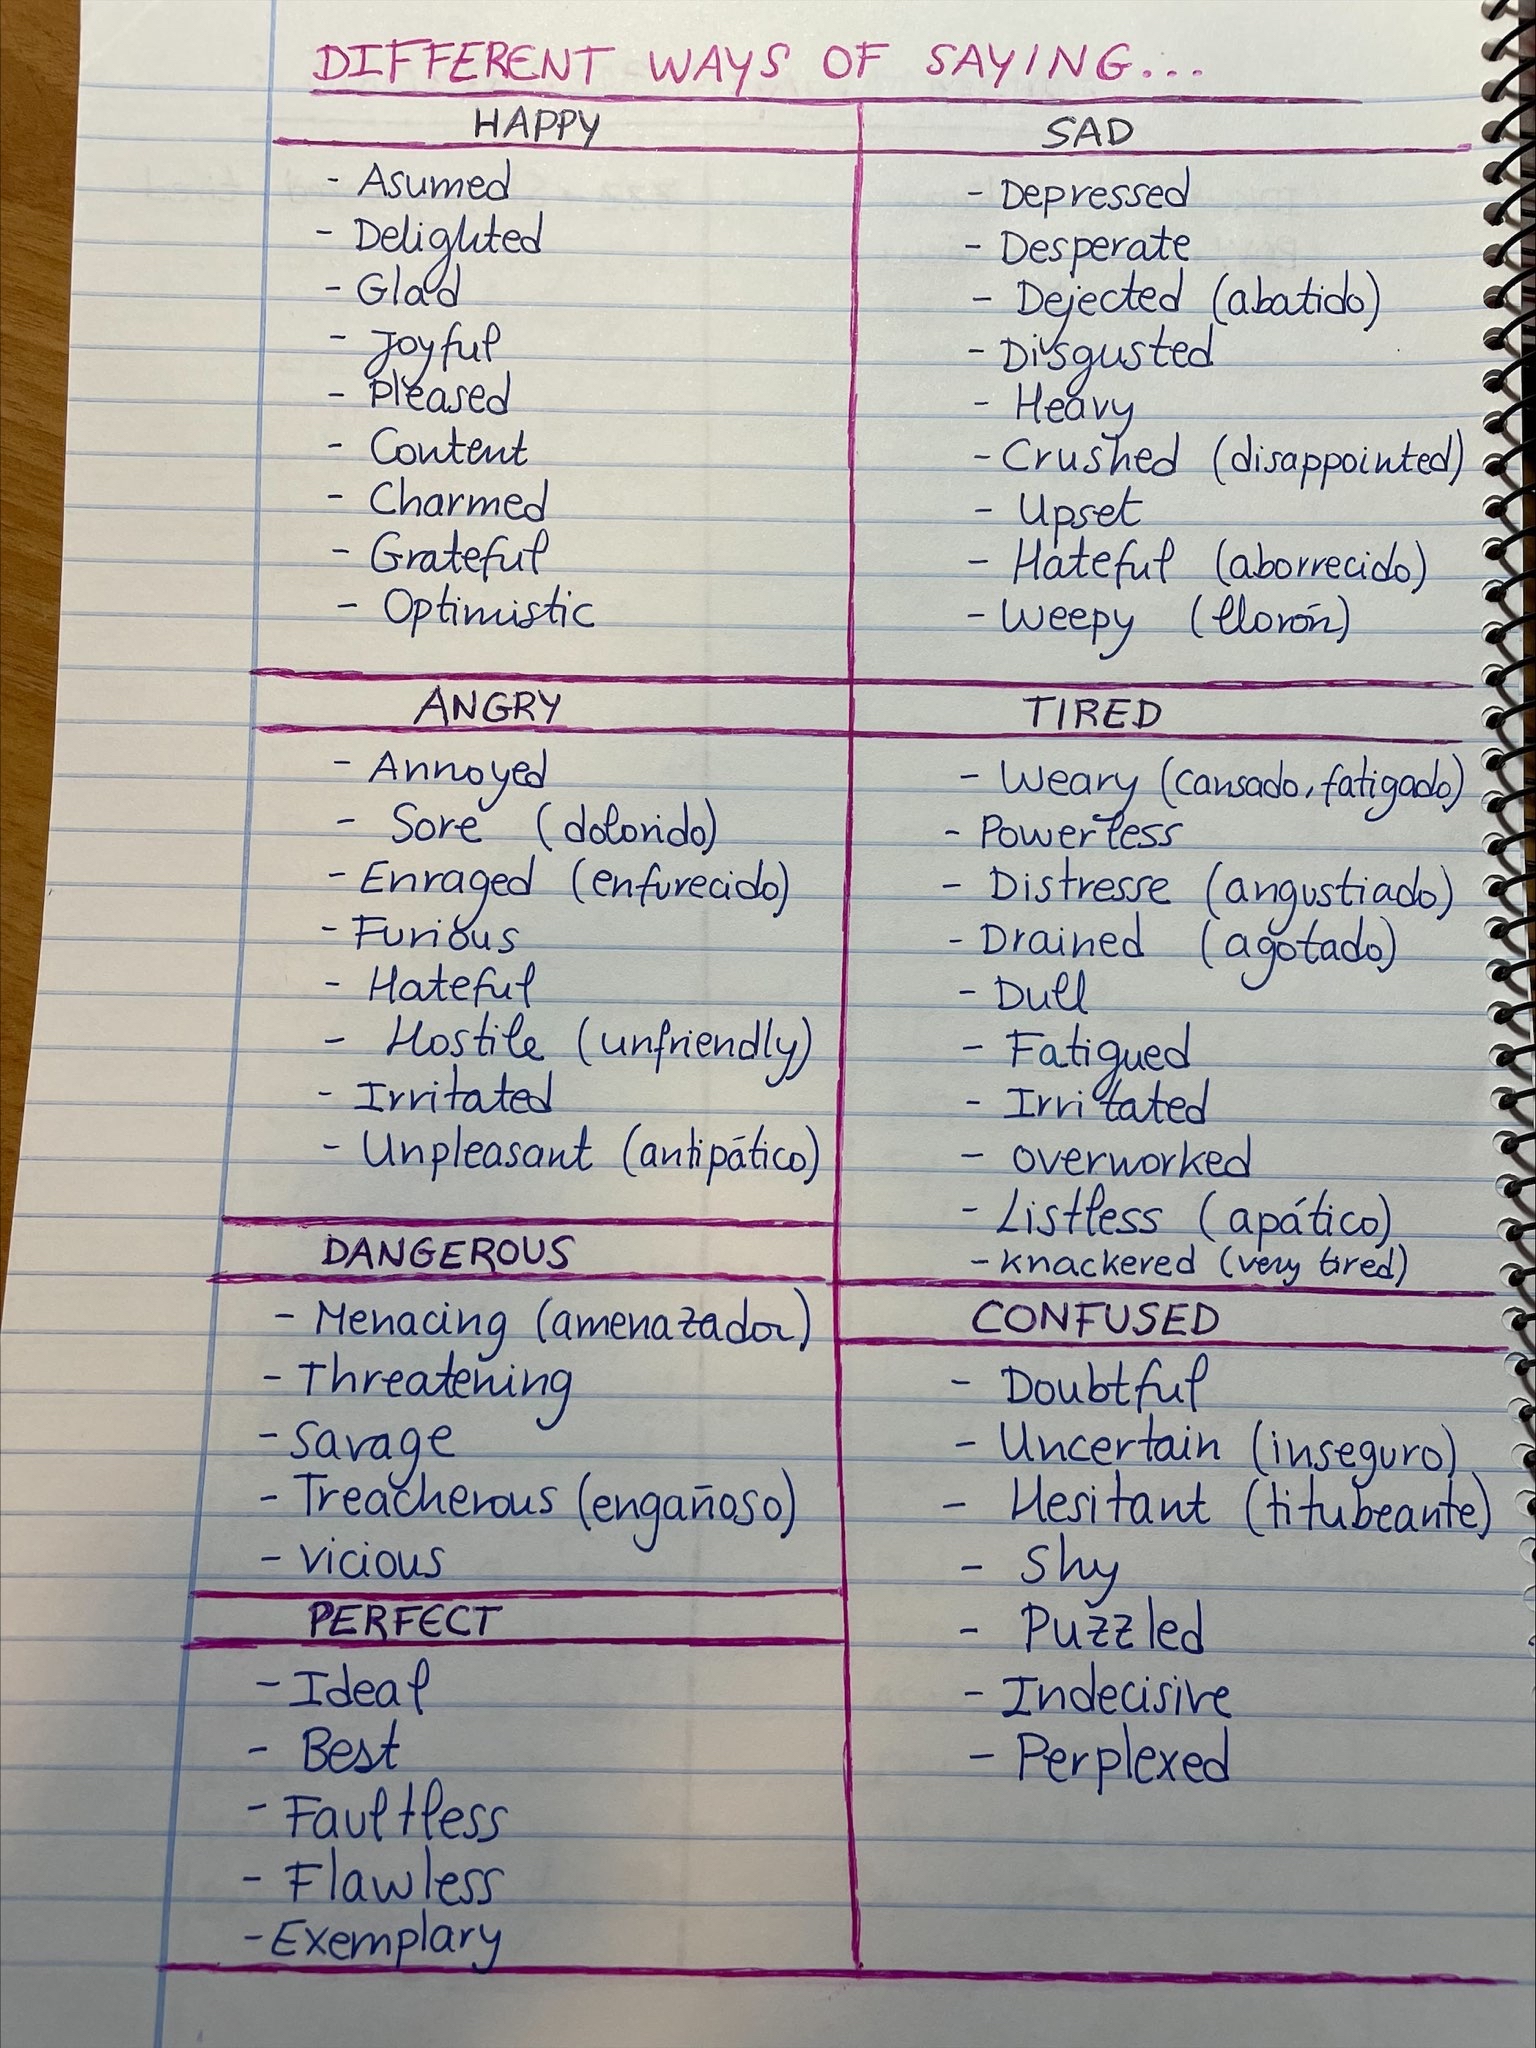 DIFFERENT WAYS OF SAYING...
HAPPY
- Asumed
- Delighted
- Glad
- Joyful
- Pleased
- Content
- Charmed
- Grateful
- Optimistic
SAD
- Depressed
- Desperate
- Dejected (abatido)
- Disgusted
- Heavy
- Crushed (disappointed)
- Upset
- Hateful (aborrecido)
- Weepy (llorón)
ANGRY
- Annoyed
- Sore (dolorido)
- Enraged (enfurecido)
- Furious
- Hateful
- Hostile (unfriendly)
- Irritated
- Unpleasant (antipático)
TIRED
- Weary (cansado, fatigado)
- Powerless
- Distresse (angustiado)
- Drained (agotado)
- Dull
- Fatigued
- Irritated
- Overworked
- Listless (apático)
- Knackered (very tired)
DANGEROUS
- Menacing (amenazador)
- Threatening
- Savage
- Treacherous (engañoso)
- Vicious
CONFUSED
- Doubtful
- Uncertain (inseguro)
- Hesitant (titubeante)
- Shy
- Puzzled
- Indecisive
- Perplexed
PERFECT
- Ideal
- Best
- Faultless
- Flawless
- Exemplary